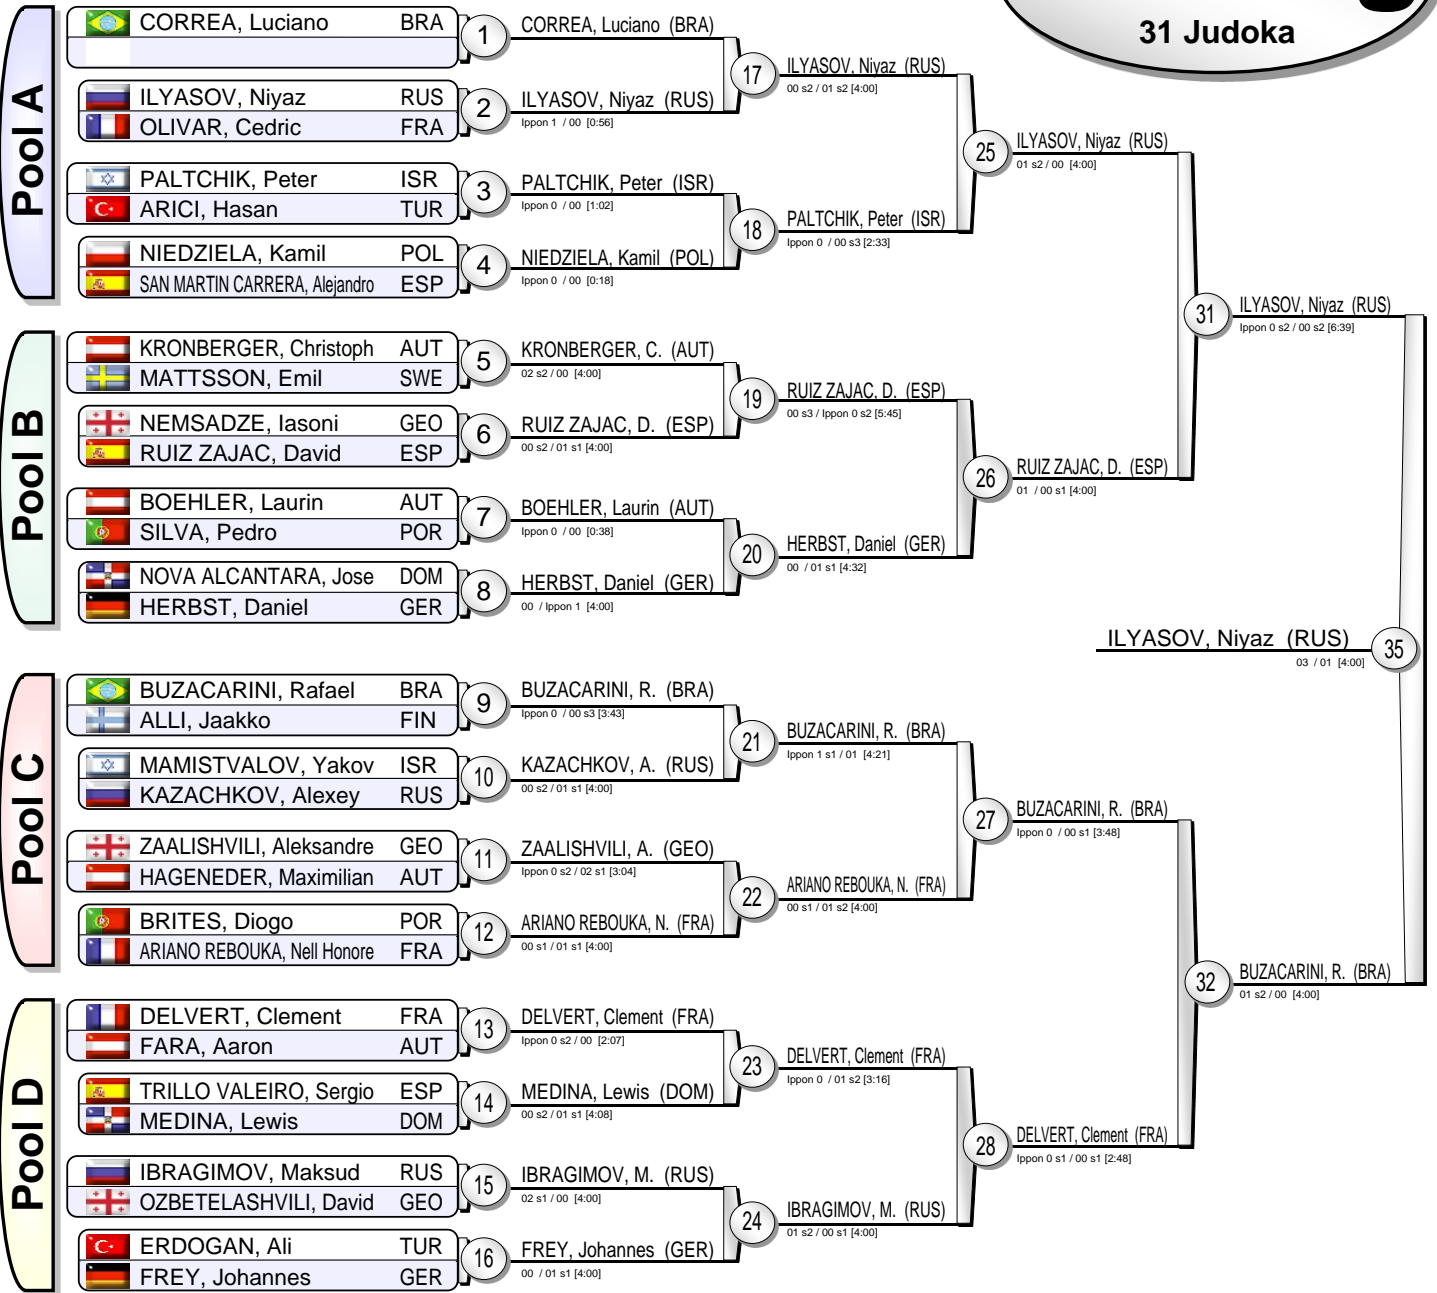 31 Judoka
Pool A
CORREA, Luciano BRA
1
ILYASOV, Niyaz RUS
OLIVAR, Cedric FRA
2
PALTCHIK, Peter ISR
ARICI, Hasan TUR
3
NIEDZIELA, Kamil POL
SAN MARTIN CARRERA, Alejandro ESP
4
Pool B
KRONBERGER, Christoph AUT
MATTSSON, Emil SWE
5
NEMSADZE, Iasoni GEO
RUIZ ZAJAC, David ESP
6
BOEHLER, Laurin AUT
SILVA, Pedro POR
7
NOVA ALCANTARA, Jose DOM
HERBST, Daniel GER
8
Pool C
BUZACARINI, Rafael BRA
ALLI, Jaakko FIN
9
MAMISTVALOV, Yakov ISR
KAZACHKOV, Alexey RUS
10
ZAALISHVILI, Aleksandre GEO
HAGENEDER, Maximilian AUT
11
BRITES, Diogo POR
ARIANO REBOUKA, Nell Honore FRA
12
Pool D
DELVERT, Clement FRA
FARA, Aaron AUT
13
TRILLO VALEIRO, Sergio ESP
MEDINA, Lewis DOM
14
IBRAGIMOV, Maksud RUS
OZBETELASHVILI, David GEO
15
ERDOGAN, Ali TUR
FREY, Johannes GER
16
CORREA, Luciano (BRA)
ILYASOV, Niyaz (RUS)
Ippon 1 / 00 [0:56]
17
PALTCHIK, Peter (ISR)
Ippon 0 / 00 [1:02]
NIEDZIELA, Kamil (POL)
Ippon 0 / 00 [0:18]
18
KRONBERGER, C. (AUT)
02 s2 / 00 [4:00]
RUIZ ZAJAC, D. (ESP)
00 s2 / 01 s1 [4:00]
19
BOEHLER, Laurin (AUT)
Ippon 0 / 00 [0:38]
HERBST, Daniel (GER)
00 / Ippon 1 [4:00]
20
BUZACARINI, R. (BRA)
Ippon 0 / 00 s3 [3:43]
KAZACHKOV, A. (RUS)
00 s2 / 01 s1 [4:00]
21
ZAALISHVILI, A. (GEO)
Ippon 0 s2 / 02 s1 [3:04]
ARIANO REBOUKA, N. (FRA)
00 s1 / 01 s1 [4:00]
22
DELVERT, Clement (FRA)
Ippon 0 s2 / 00 [2:07]
MEDINA, Lewis (DOM)
00 s2 / 01 s1 [4:08]
23
IBRAGIMOV, M. (RUS)
02 s1 / 00 [4:00]
FREY, Johannes (GER)
00 / 01 s1 [4:00]
24
ILYASOV, Niyaz (RUS)
00 s2 / 01 s2 [4:00]
PALTCHIK, Peter (ISR)
Ippon 0 / 00 s3 [2:33]
25
RUIZ ZAJAC, D. (ESP)
00 s3 / Ippon 0 s2 [5:45]
HERBST, Daniel (GER)
00 / 01 s1 [4:32]
26
BUZACARINI, R. (BRA)
Ippon 1 s1 / 01 [4:21]
ARIANO REBOUKA, N. (FRA)
00 s1 / 01 s2 [4:00]
27
DELVERT, Clement (FRA)
Ippon 0 / 01 s2 [3:16]
IBRAGIMOV, M. (RUS)
01 s2 / 00 s1 [4:00]
28
ILYASOV, Niyaz (RUS)
01 s2 / 00 [4:00]
RUIZ ZAJAC, D. (ESP)
01 / 00 s1 [4:00]
31
BUZACARINI, R. (BRA)
Ippon 0 / 00 s1 [3:48]
DELVERT, Clement (FRA)
Ippon 0 s1 / 00 s1 [2:48]
32
ILYASOV, Niyaz (RUS)
Ippon 0 s2 / 00 s2 [6:39]
BUZACARINI, R. (BRA)
01 s2 / 00 [4:00]
ILYASOV, Niyaz (RUS)
03 / 01 [4:00]
35